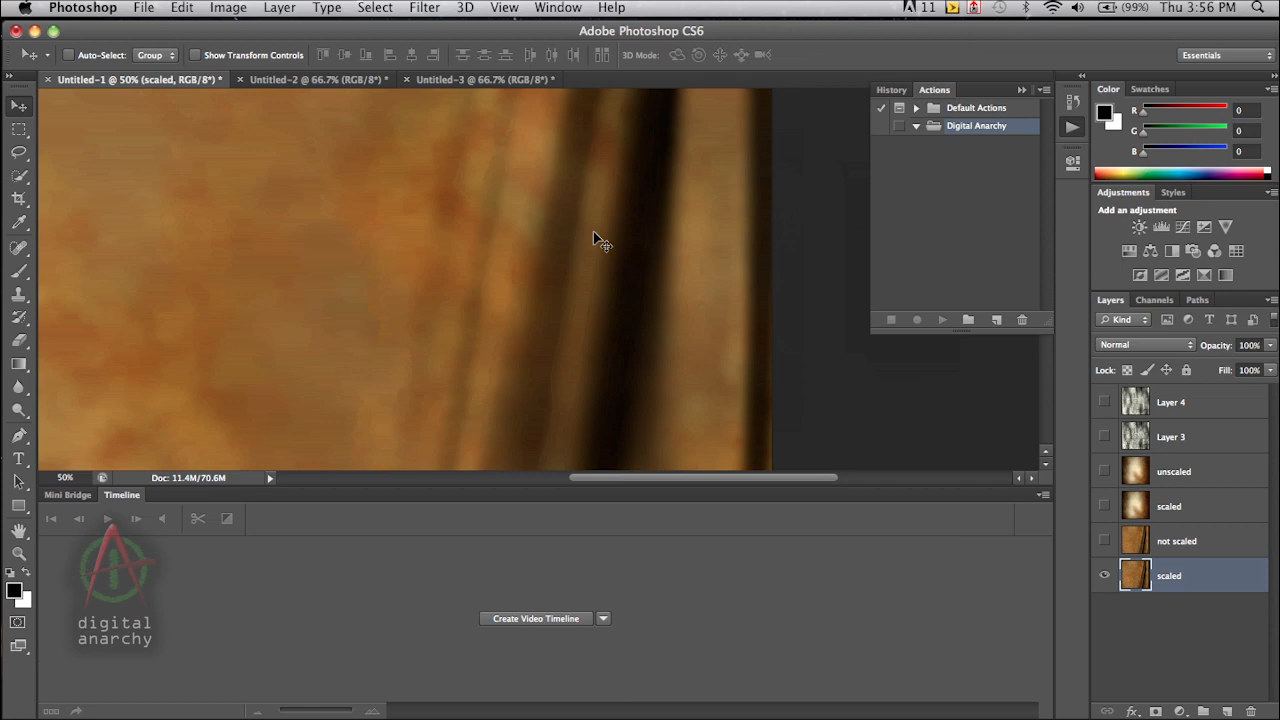 Photoshop File Edit Image Layer Type Select Filter 3D View Window Help 11 (99%) Thu 3:56 PM
Adobe Photoshop CS6
Auto-Select: Group Show Transform Controls 3D Mode: Essentials
Untitled-1 @ 50% (scaled, RGB/8*) * Untitled-2 @ 66.7% (RGB/8*) * Untitled-3 @ 66.7% (RGB/8*) *
History Actions
Default Actions
Digital Anarchy
Color Swatches
R 0
G 0
B 0
Adjustments Styles
Add an adjustment
Layers Channels Paths
Kind
Normal Opacity: 100%
Lock: Fill: 100%
Layer 4
Layer 3
unscaled
scaled
not scaled
scaled
50% Doc: 11.4M/70.6M
Mini Bridge Timeline
Create Video Timeline
digital
anarchy
fx